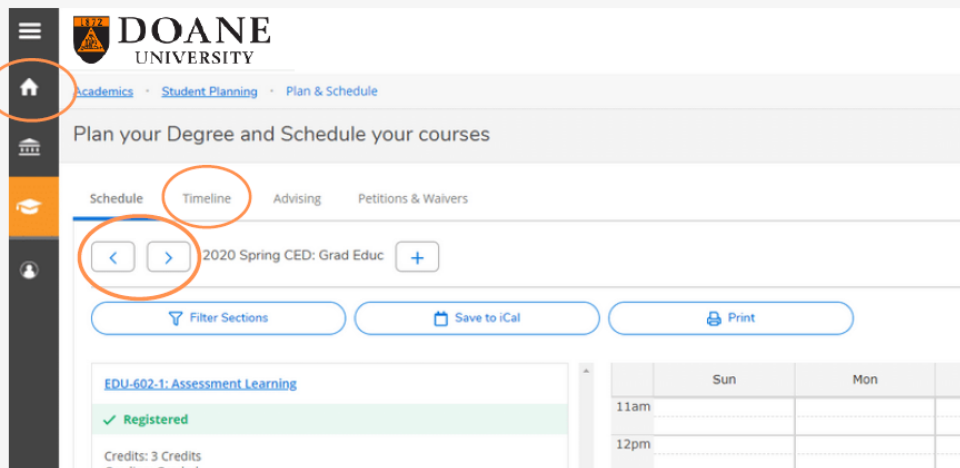 1872
DOANE
UNIVERSITY
Academics · Student Planning · Plan & Schedule
Plan your Degree and Schedule your courses
Schedule Timeline Advising Petitions & Waivers
< > 2020 Spring CED: Grad Educ +
Filter Sections Save to iCal Print
EDU-602-1: Assessment Learning
Sun Mon
✓ Registered
11am
12pm
Credits: 3 Credits